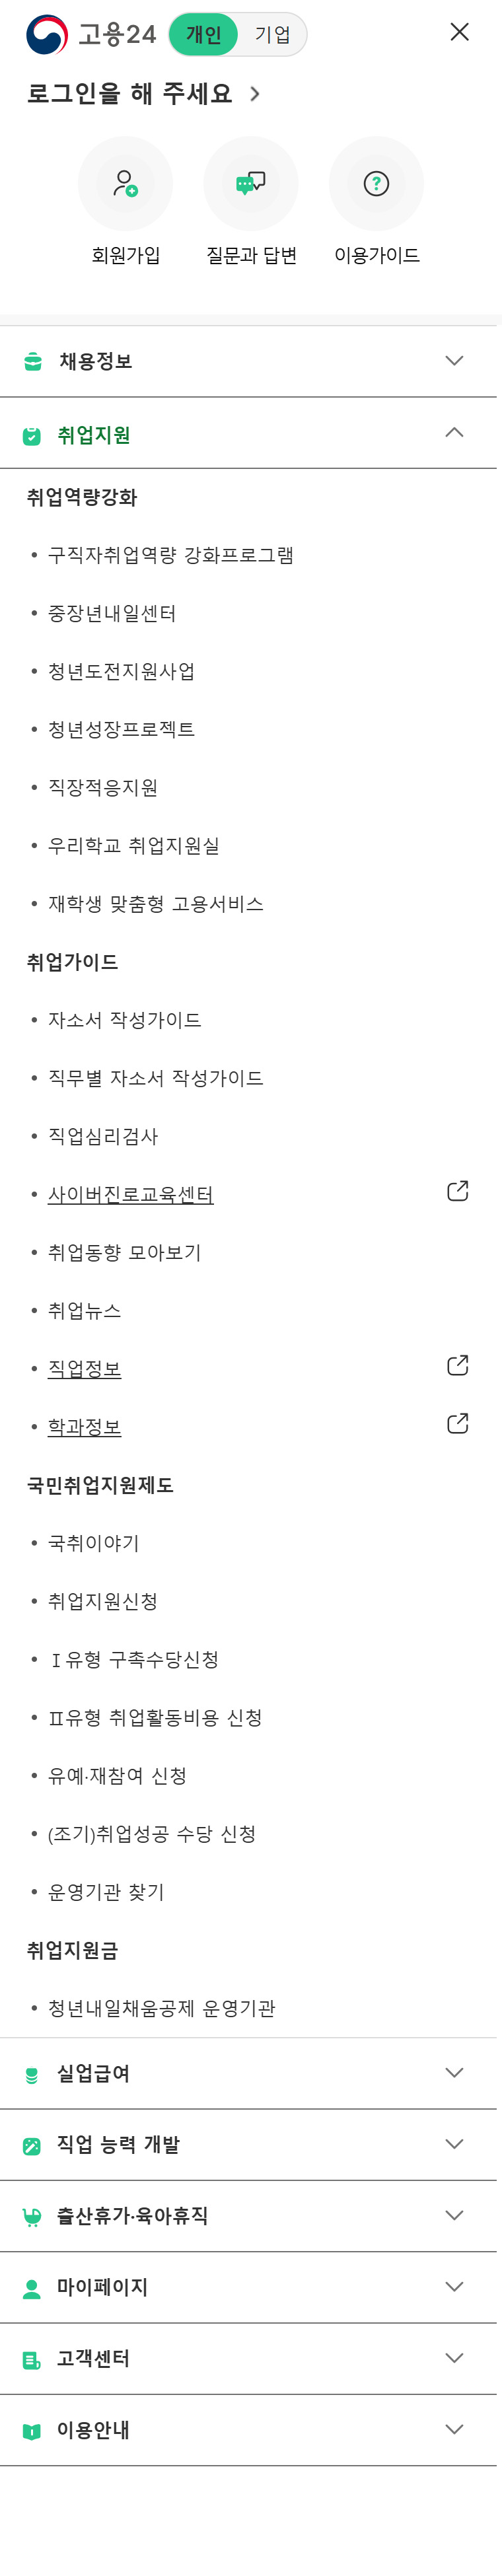 고용24 개인 기업
로그인을 해 주세요
회원가입 질문과 답변 이용가이드
채용정보
취업지원
취업역량강화
• 구직자취업역량 강화프로그램
• 중장년내일센터
• 청년도전지원사업
• 청년성장프로젝트
• 직장적응지원
• 우리학교 취업지원실
• 재학생 맞춤형 고용서비스
취업가이드
• 자소서 작성가이드
• 직무별 자소서 작성가이드
• 직업심리검사
• 사이버진로교육센터
• 취업동향 모아보기
• 취업뉴스
• 직업정보
• 학과정보
국민취업지원제도
• 국취이야기
• 취업지원신청
• Ⅰ유형 구촉수당신청
• Ⅱ유형 취업활동비용 신청
• 유예·재참여 신청
• (조기)취업성공 수당 신청
• 운영기관 찾기
취업지원금
• 청년내일채움공제 운영기관
실업급여
직업 능력 개발
출산휴가·육아휴직
마이페이지
고객센터
이용안내